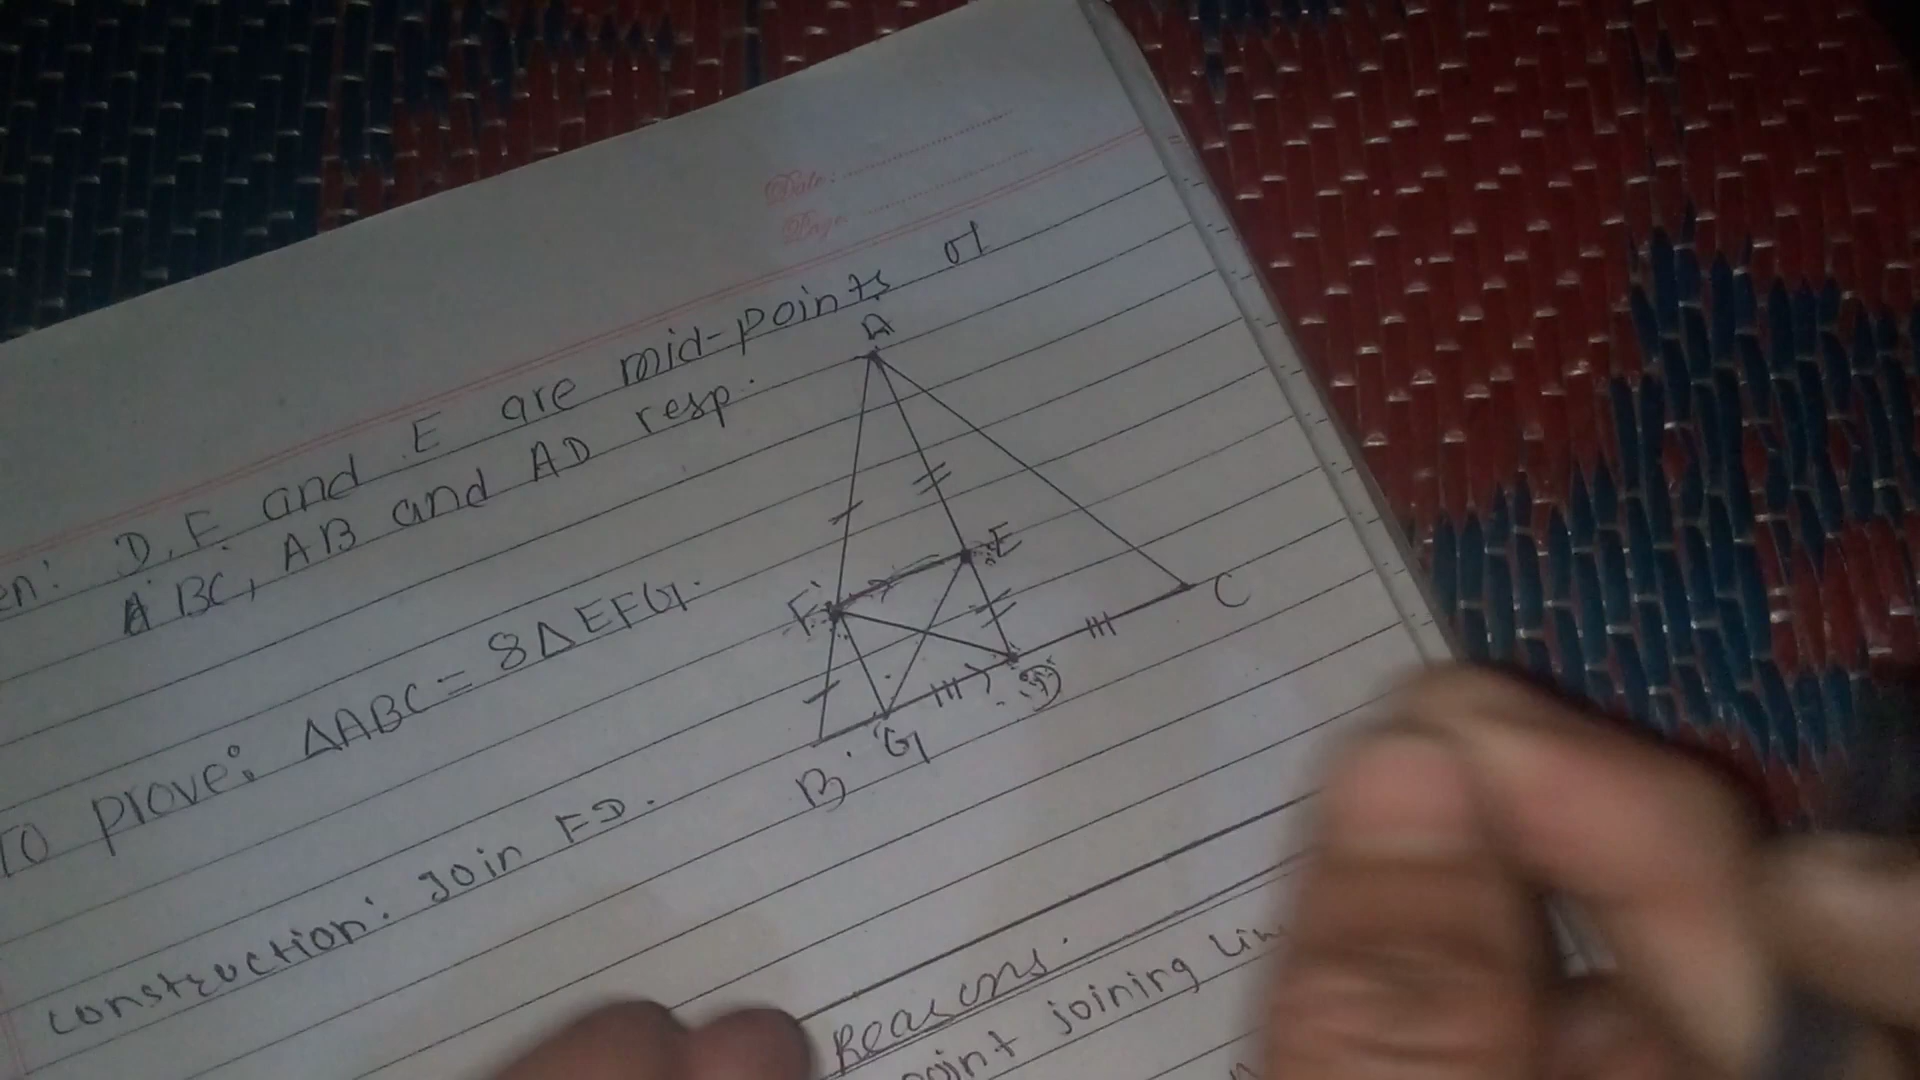 Date:
Page:
en: D, F and E are mid-points of
BC, AB and AD resp.
To prove: ΔABC = 8ΔEFG.
construction: Join FD.
A
F
E
C
D
G
B
Reasons.
point joining